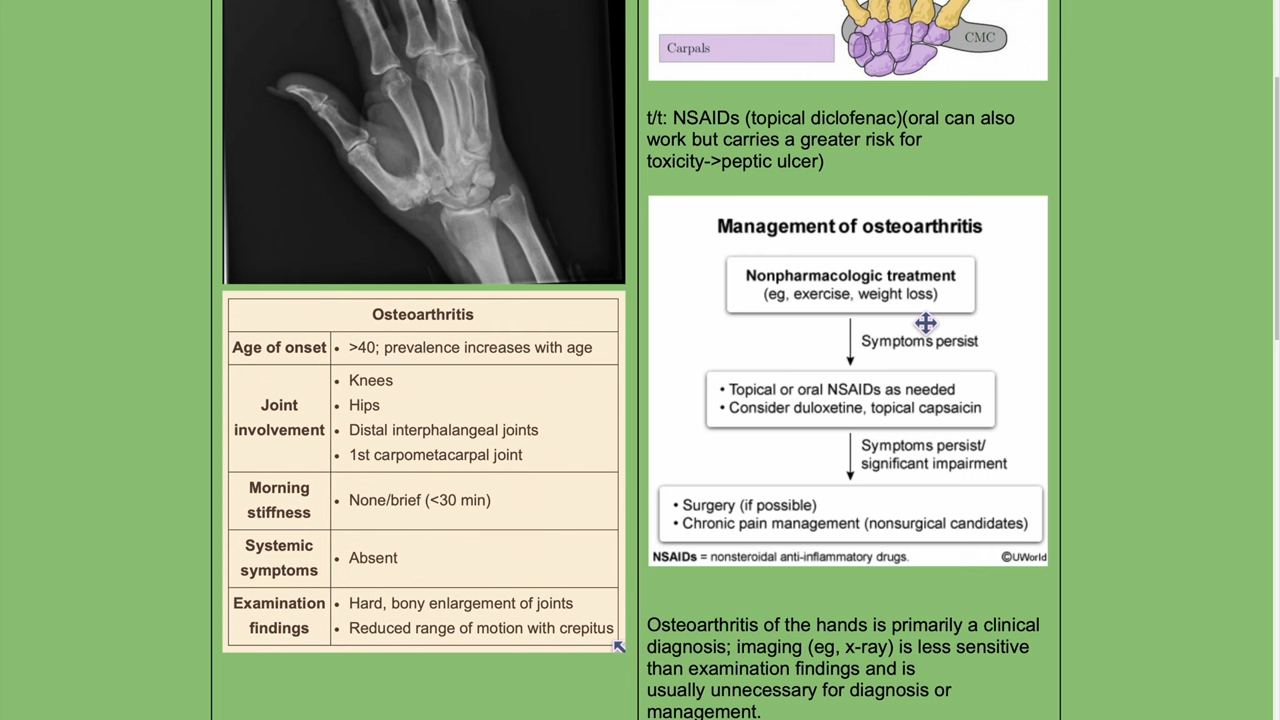 Osteoarthritis
Age of onset
• >40; prevalence increases with age
Joint
involvement
• Knees
• Hips
• Distal interphalangeal joints
• 1st carpometacarpal joint
Morning
stiffness
• None/brief (<30 min)
Systemic
symptoms
• Absent
Examination
findings
• Hard, bony enlargement of joints
• Reduced range of motion with crepitus
Carpals
CMC
t/t: NSAIDs (topical diclofenac)(oral can also
work but carries a greater risk for
toxicity->peptic ulcer)
Management of osteoarthritis
Nonpharmacologic treatment
(eg, exercise, weight loss)
Symptoms persist
• Topical or oral NSAIDs as needed
• Consider duloxetine, topical capsaicin
Symptoms persist/
significant impairment
• Surgery (if possible)
• Chronic pain management (nonsurgical candidates)
NSAIDs = nonsteroidal anti-inflammatory drugs.
©UWorld
Osteoarthritis of the hands is primarily a clinical
diagnosis; imaging (eg, x-ray) is less sensitive
than examination findings and is
usually unnecessary for diagnosis or
management.